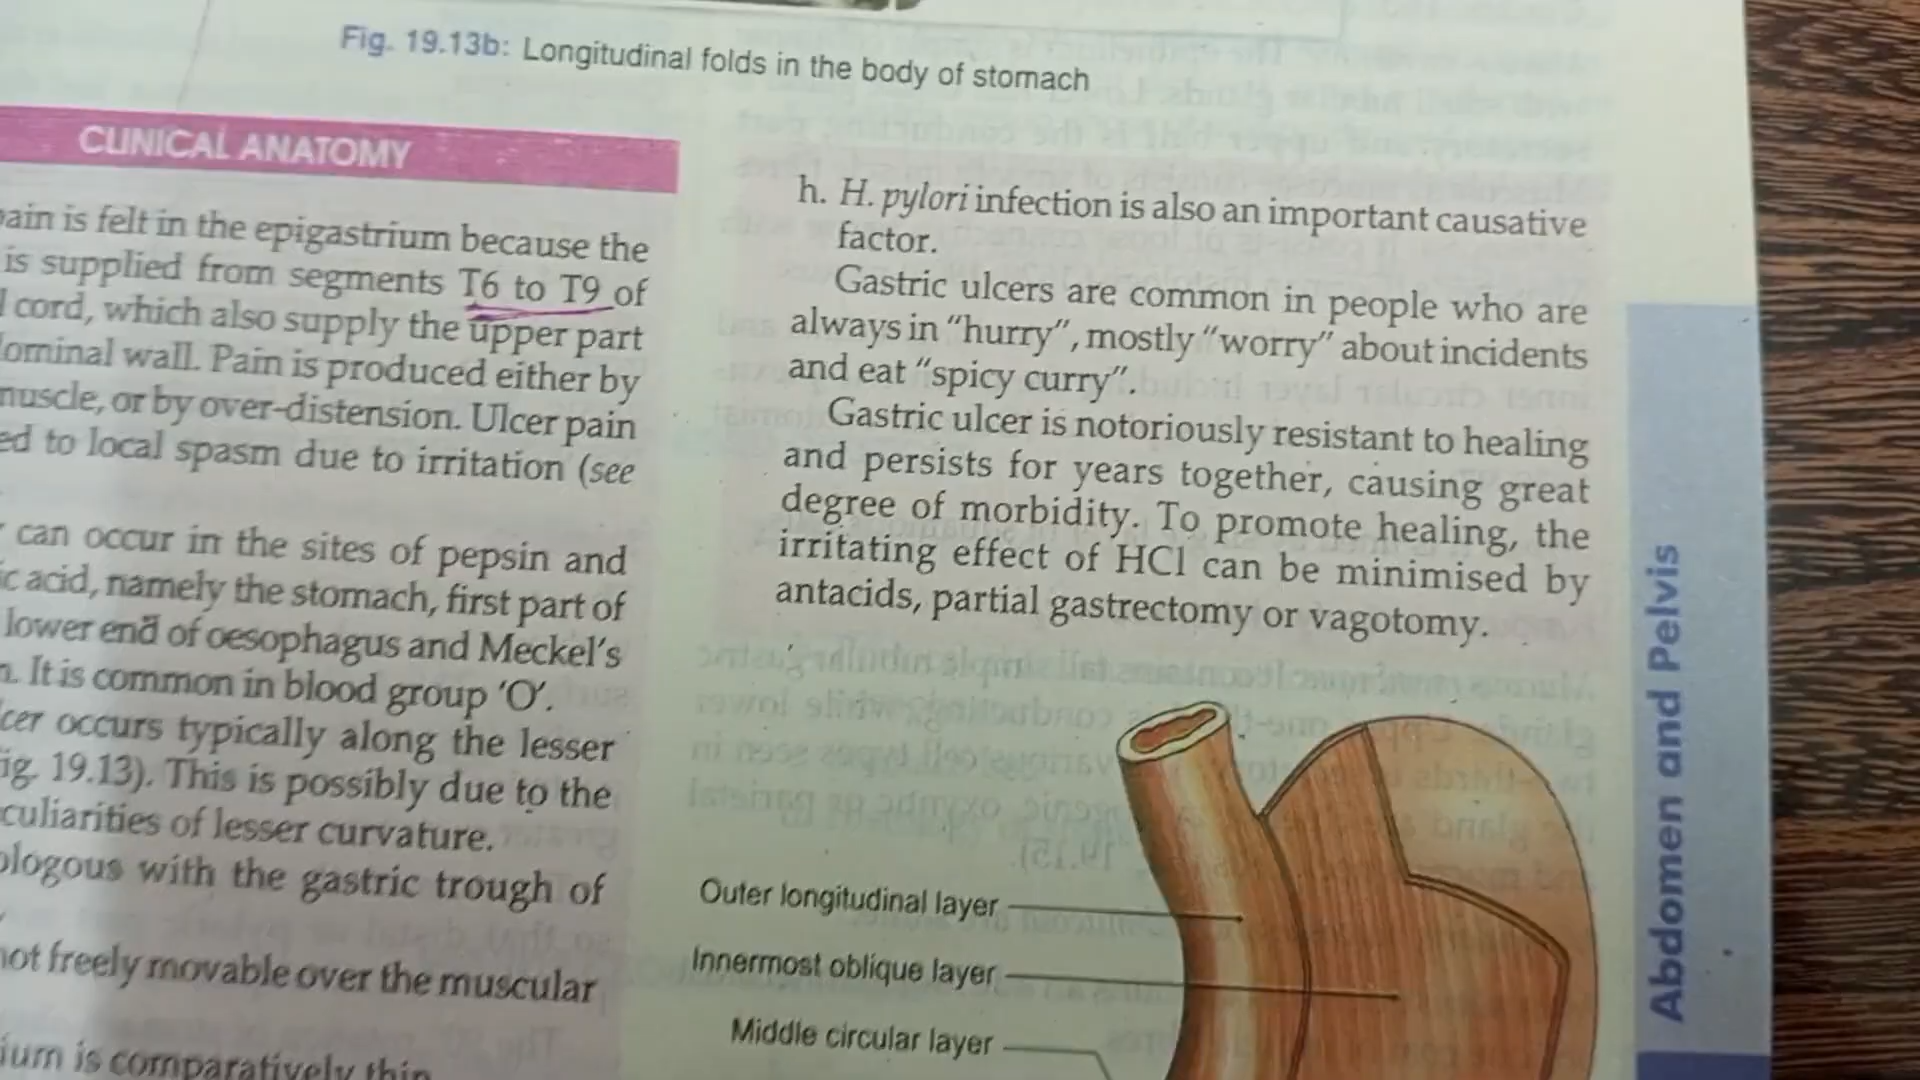 Fig. 19.13b: Longitudinal folds in the body of stomach
CLINICAL ANATOMY
pain is felt in the epigastrium because the
is supplied from segments T6 to T9 of
cord, which also supply the upper part
wall. Pain is produced either by
muscle, or by over-distension. Ulcer pain
to local spasm due to irritation (see
can occur in the sites of pepsin and
acid, namely the stomach, first part of
lower end of oesophagus and Meckel's
It is common in blood group 'O'.
occurs typically along the lesser
19.13). This is possibly due to the
of lesser curvature.
with the gastric trough of
not freely movable over the muscular
is comparatively thin
h. H. pylori infection is also an important causative
factor.
Gastric ulcers are common in people who are
always in "hurry", mostly "worry" about incidents
and eat "spicy curry".
Gastric ulcer is notoriously resistant to healing
and persists for years together, causing great
degree of morbidity. To promote healing, the
irritating effect of HCl can be minimised by
antacids, partial gastrectomy or vagotomy.
Outer longitudinal layer
Innermost oblique layer
Middle circular layer
Abdomen and Pelvis